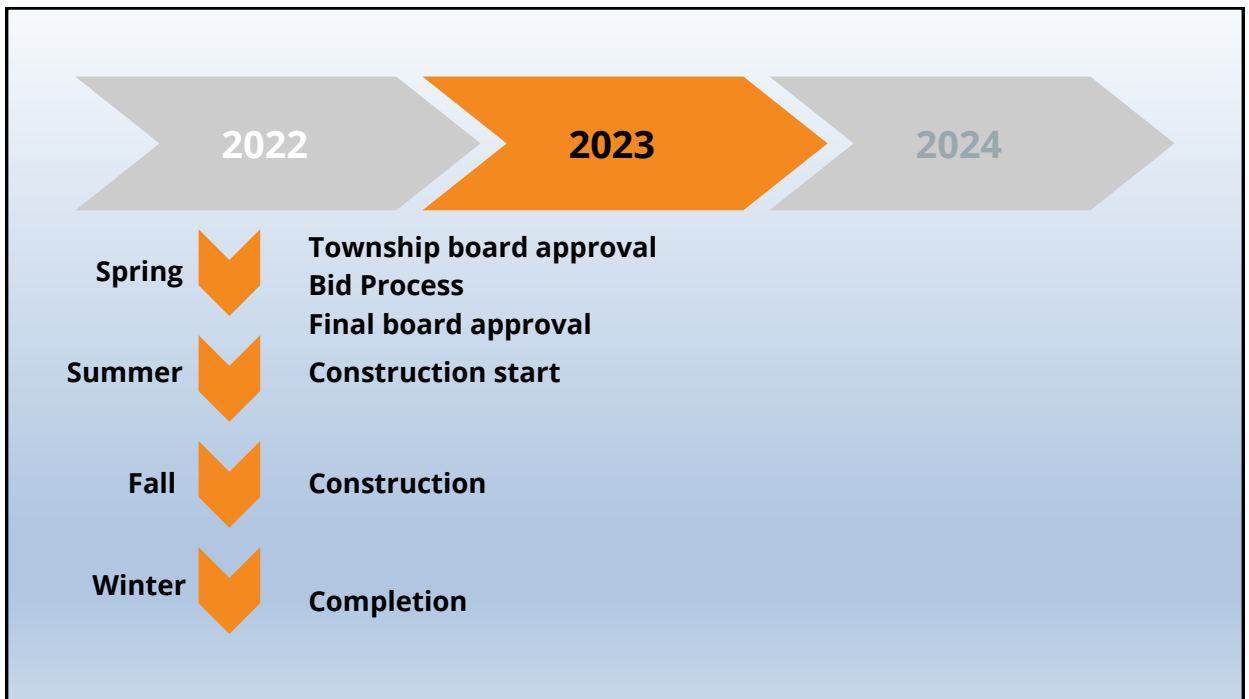 2022
2023
2024
Spring
Township board approval
Bid Process
Final board approval
Summer
Construction start
Fall
Construction
Winter
Completion